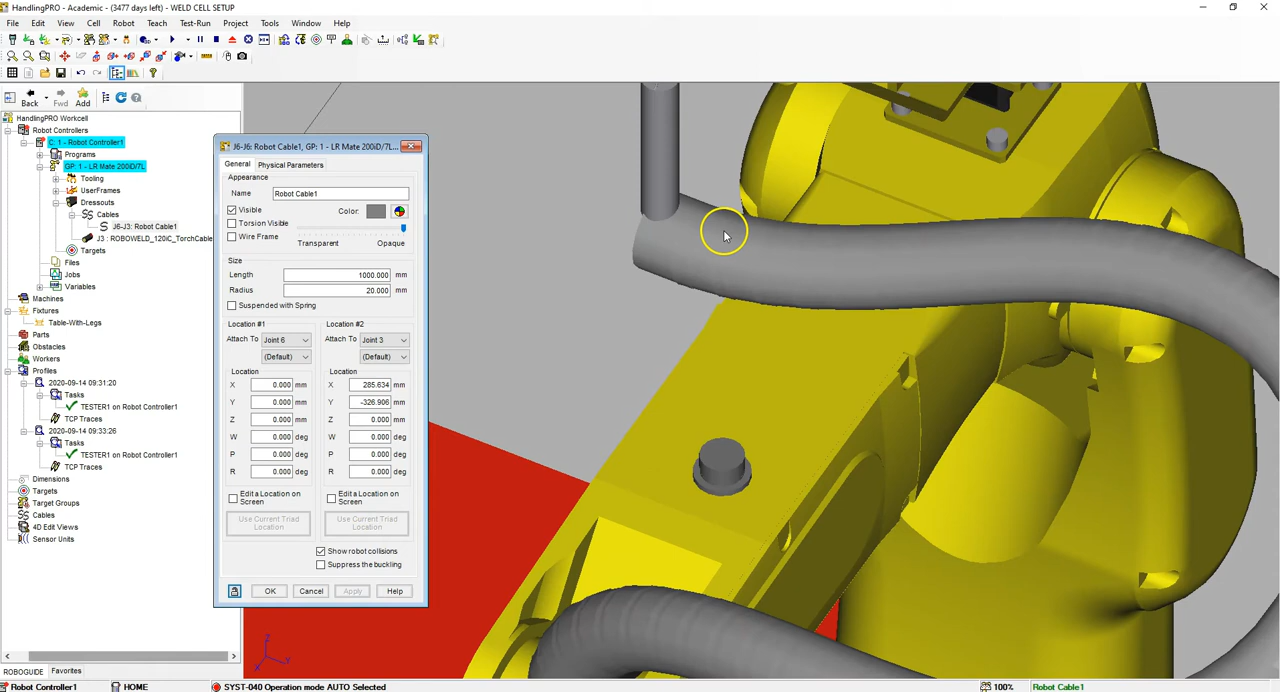 HandlingPRO - Academic - (3477 days left) - WELD CELL SETUP
File Edit View Cell Robot Teach Test-Run Project Tools Window Help
Back Fwd Add
HandlingPRO Workcell
Robot Controllers
C: 1 - Robot Controller1
Programs
GP: 1 - LR Mate 200iD/7L
Tooling
UserFrames
Dressouts
Cables
J6-J3: Robot Cable1
J3 : ROBOWELD_120iC_TorchCable
Targets
Files
Jobs
Variables
Machines
Fixtures
Table-With-Legs
Parts
Obstacles
Workers
Profiles
2020-09-14 09:31:20
Tasks
TESTER1 on Robot Controller1
TCP Traces
2020-09-14 09:33:26
Tasks
TESTER1 on Robot Controller1
TCP Traces
Dimensions
Targets
Target Groups
Cables
4D Edit Views
Sensor Units
ROBOGUIDE Favorites
J6-J6: Robot Cable1, GP: 1 - LR Mate 200iD/7L...
General Physical Parameters
Appearance
Name Robot Cable1
Visible Color:
Torsion Visible
Wire Frame
Transparent Opaque
Size
Length 1000.000 mm
Radius 20.000 mm
Suspended with Spring
Location #1 Location #2
Attach To Joint 6 Attach To Joint 3
(Default) (Default)
Location Location
X 0.000 mm X 285.634 mm
Y 0.000 mm Y -326.906 mm
Z 0.000 mm Z 0.000 mm
W 0.000 deg W 0.000 deg
P 0.000 deg P 0.000 deg
R 0.000 deg R 0.000 deg
Edit a Location on Screen Edit a Location on Screen
Use Current Triad Location Use Current Triad Location
Show robot collisions
Suppress the buckling
OK Cancel Apply Help
Z
X Y
Robot Controller1 HOME SYST-040 Operation mode AUTO Selected 100% Robot Cable1